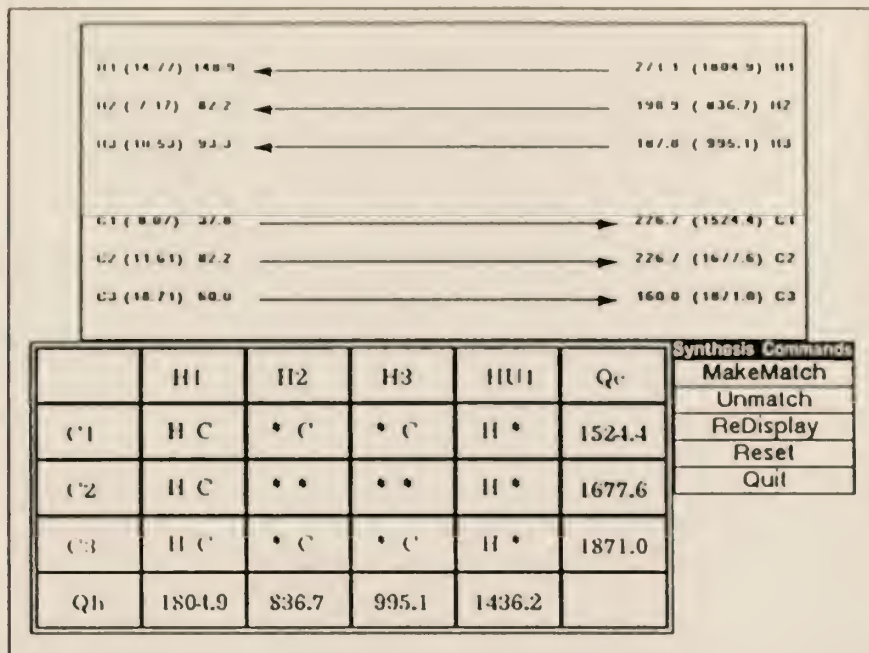 H1 (14.77) 148.9 271.1 (1804.9) H1
H2 ( 7.17) 82.2 198.9 ( 836.7) H2
H3 (10.53) 93.3 187.8 ( 995.1) H3
C1 ( 8.07) 37.8 226.7 (1524.4) C1
C2 (11.61) 82.2 226.7 (1677.6) C2
C3 (18.71) 60.0 160.0 (1871.0) C3
H1 H2 H3 HU1 Qc
C1 H C * C * C H * 1524.4
C2 H C * * * * H * 1677.6
C3 H C * C * C H * 1871.0
Qh 1804.9 836.7 995.1 1436.2
Synthesis Commands
MakeMatch
Unmatch
ReDisplay
Reset
Quit